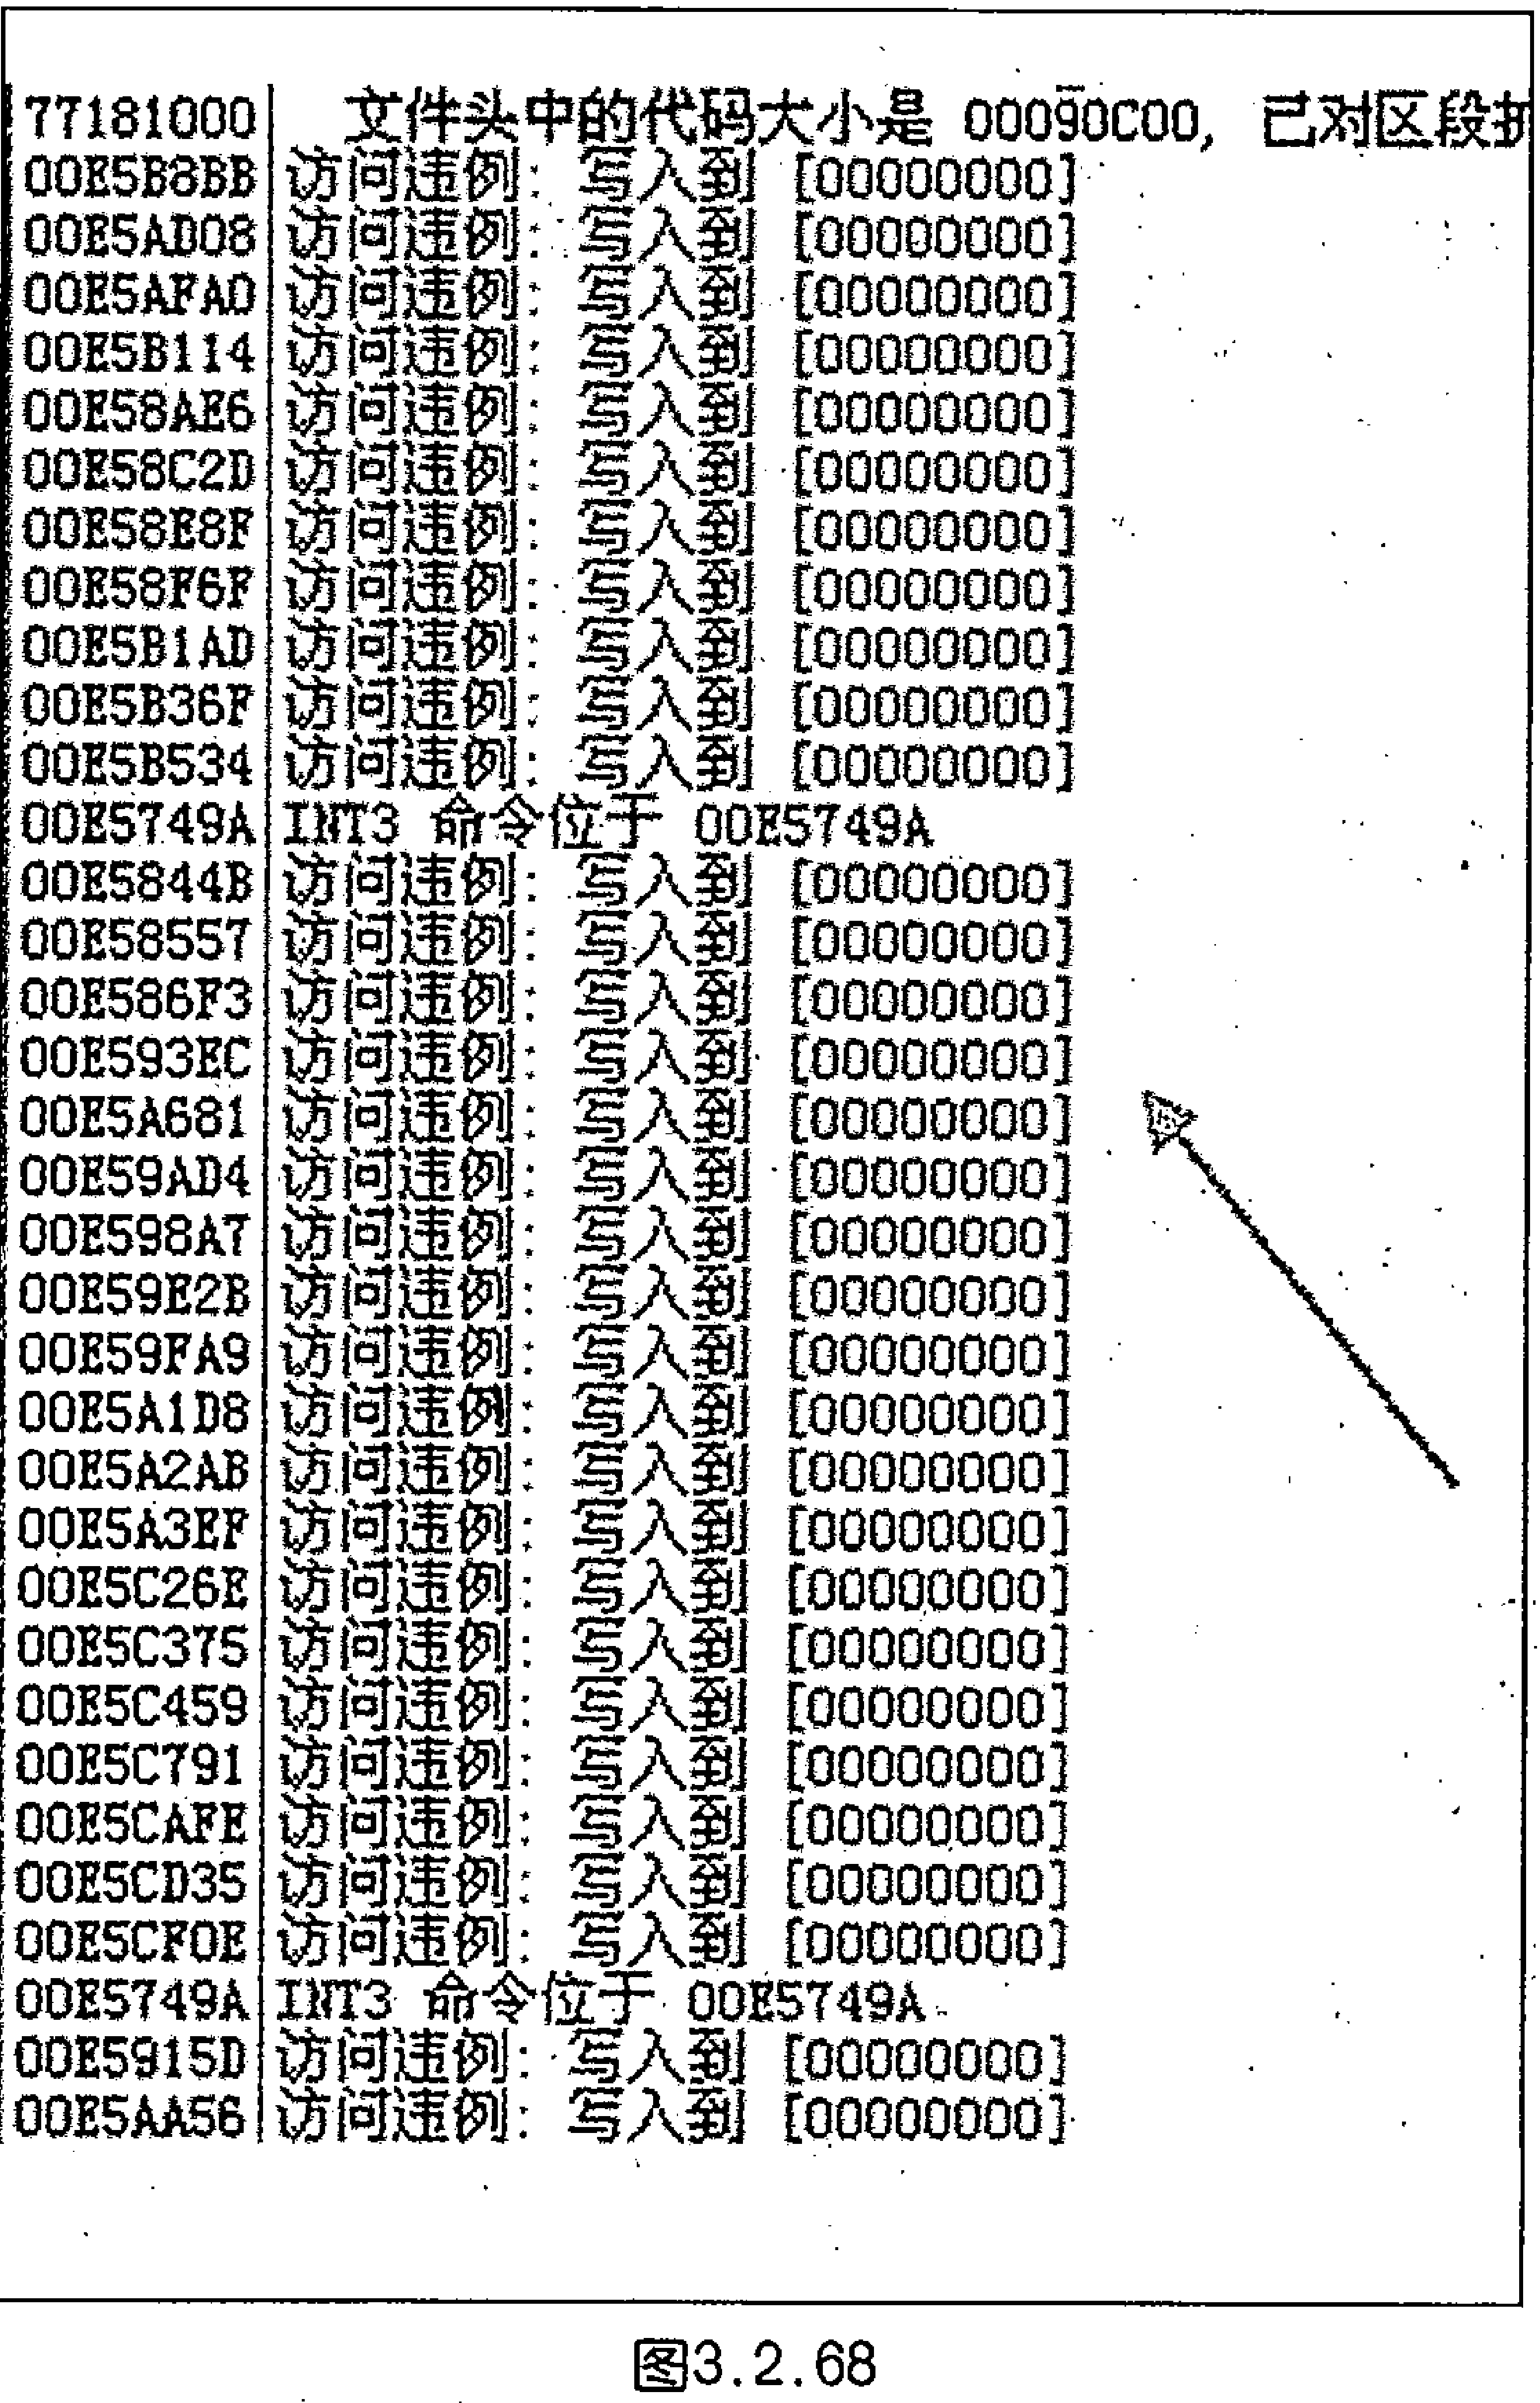 77181000 文件头中的代码大小是 00090C00, 已对区段扩
00E5B8BB 访问违例: 写入到 [00000000]
00E5AD08 访问违例: 写入到 [00000000]
00E5AFA0 访问违例: 写入到 [00000000]
00E5B114 访问违例: 写入到 [00000000]
00E58AE6 访问违例: 写入到 [00000000]
00E58C2D 访问违例: 写入到 [00000000]
00E58E8F 访问违例: 写入到 [00000000]
00E58F6F 访问违例: 写入到 [00000000]
00E5B1AD 访问违例: 写入到 [00000000]
00E5B36F 访问违例: 写入到 [00000000]
00E5B534 访问违例: 写入到 [00000000]
00E5749A INT3 命令位于 00E5749A
00E5844B 访问违例: 写入到 [00000000]
00E58557 访问违例: 写入到 [00000000]
00E586F3 访问违例: 写入到 [00000000]
00E593EC 访问违例: 写入到 [00000000]
00E5A681 访问违例: 写入到 [00000000]
00E59AD4 访问违例: 写入到 [00000000]
00E598A7 访问违例: 写入到 [00000000]
00E59E2B 访问违例: 写入到 [00000000]
00E59FA9 访问违例: 写入到 [00000000]
00E5A1D8 访问违例: 写入到 [00000000]
00E5A2AB 访问违例: 写入到 [00000000]
00E5A3EF 访问违例: 写入到 [00000000]
00E5C26E 访问违例: 写入到 [00000000]
00E5C375 访问违例: 写入到 [00000000]
00E5C459 访问违例: 写入到 [00000000]
00E5C791 访问违例: 写入到 [00000000]
00E5CAFE 访问违例: 写入到 [00000000]
00E5CD35 访问违例: 写入到 [00000000]
00E5CF0E 访问违例: 写入到 [00000000]
00E5749A INT3 命令位于 00E5749A
00E5915D 访问违例: 写入到 [00000000]
00E5AA56 访问违例: 写入到 [00000000]
图3.2.68